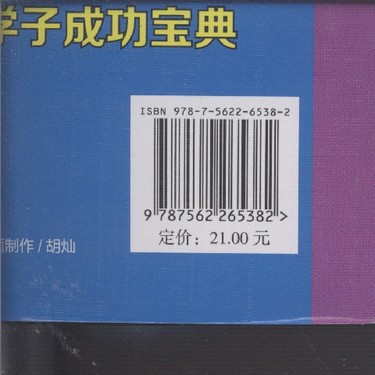 学子成功宝典
ISBN 978-7-5622-6538-2
9 787562 265382 >
定价：21.00 元
制作 / 胡灿